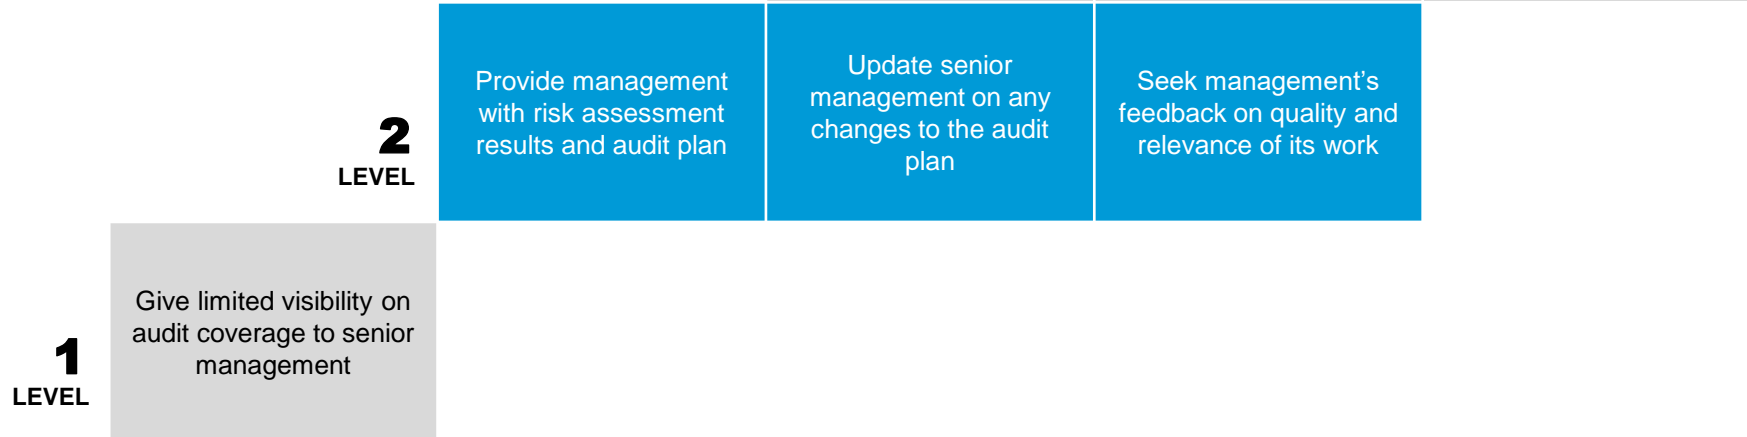 2
LEVEL
Provide management
with risk assessment
results and audit plan
Update senior
management on any
changes to the audit
plan
Seek management’s
feedback on quality and
relevance of its work
1
LEVEL
Give limited visibility on
audit coverage to senior
management